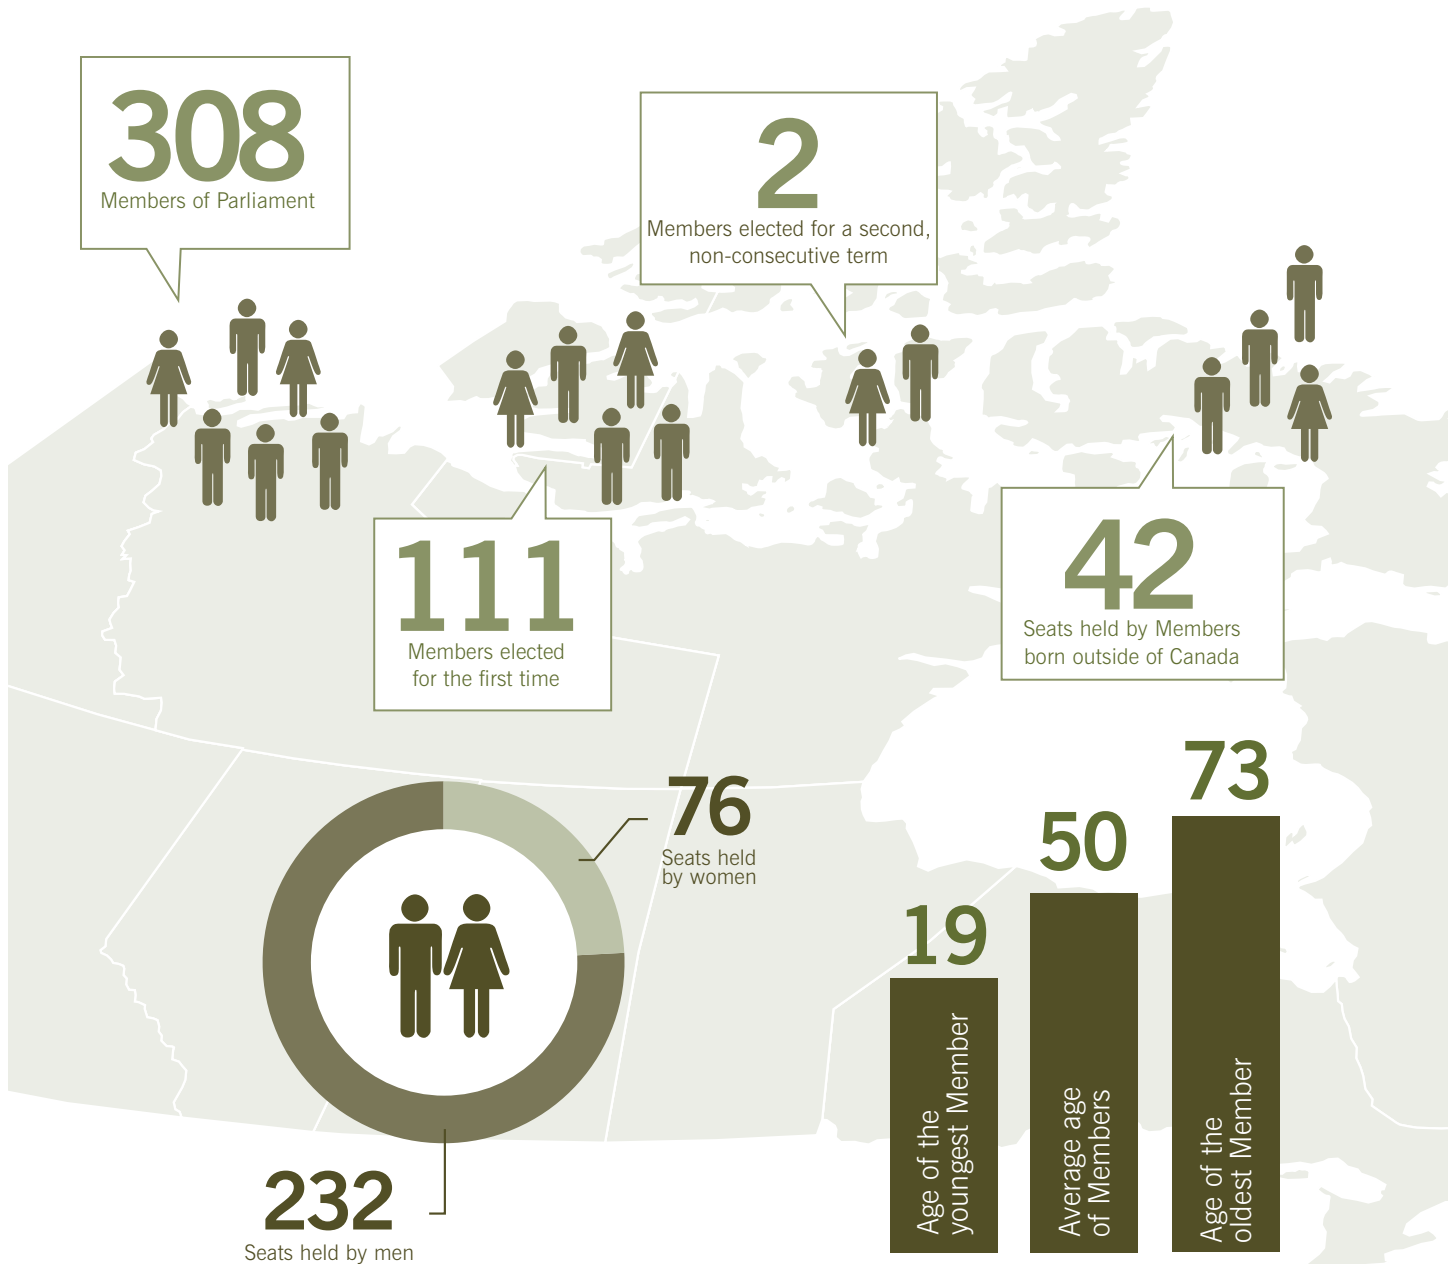 308
Members of Parliament
2
Members elected for a second,
non-consecutive term
111
Members elected
for the first time
42
Seats held by Members
born outside of Canada
76
Seats held
by women
232
Seats held by men
19
Age of the
youngest Member
50
Average age
of Members
73
Age of the
oldest Member